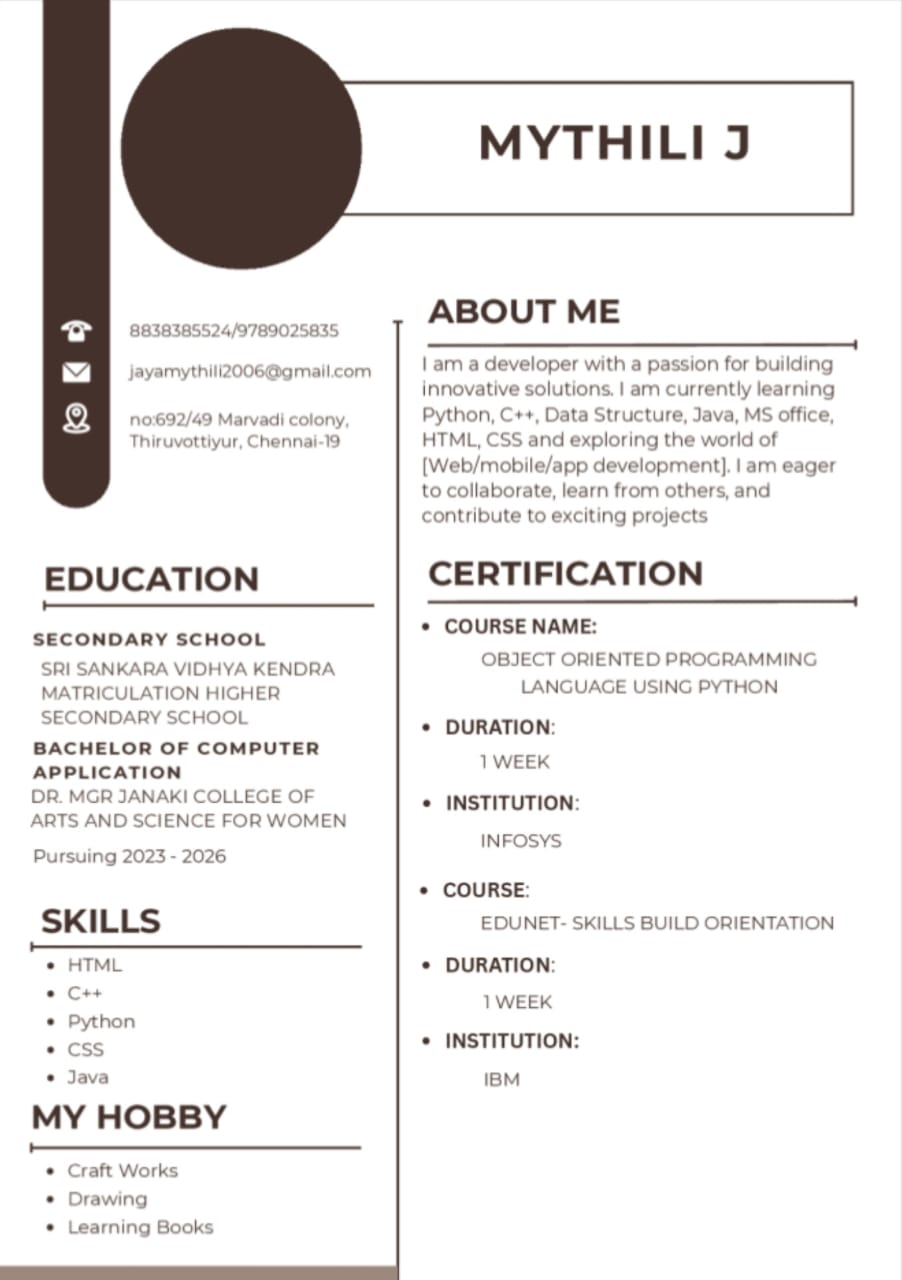 MYTHILI J
8838385524/9789025835
jayamythili2006@gmail.com
no:692/49 Marvadi colony,
Thiruvottiyur, Chennai-19
EDUCATION
SECONDARY SCHOOL
SRI SANKARA VIDHYA KENDRA
MATRICULATION HIGHER
SECONDARY SCHOOL
BACHELOR OF COMPUTER
APPLICATION
DR. MGR JANAKI COLLEGE OF
ARTS AND SCIENCE FOR WOMEN
Pursuing 2023 - 2026
SKILLS
• HTML
• C++
• Python
• CSS
• Java
MY HOBBY
• Craft Works
• Drawing
• Learning Books
ABOUT ME
I am a developer with a passion for building
innovative solutions. I am currently learning
Python, C++, Data Structure, Java, MS office,
HTML, CSS and exploring the world of
[Web/mobile/app development]. I am eager
to collaborate, learn from others, and
contribute to exciting projects
CERTIFICATION
• COURSE NAME:
OBJECT ORIENTED PROGRAMMING
LANGUAGE USING PYTHON
• DURATION:
1 WEEK
• INSTITUTION:
INFOSYS
• COURSE:
EDUNET- SKILLS BUILD ORIENTATION
• DURATION:
1 WEEK
• INSTITUTION:
IBM